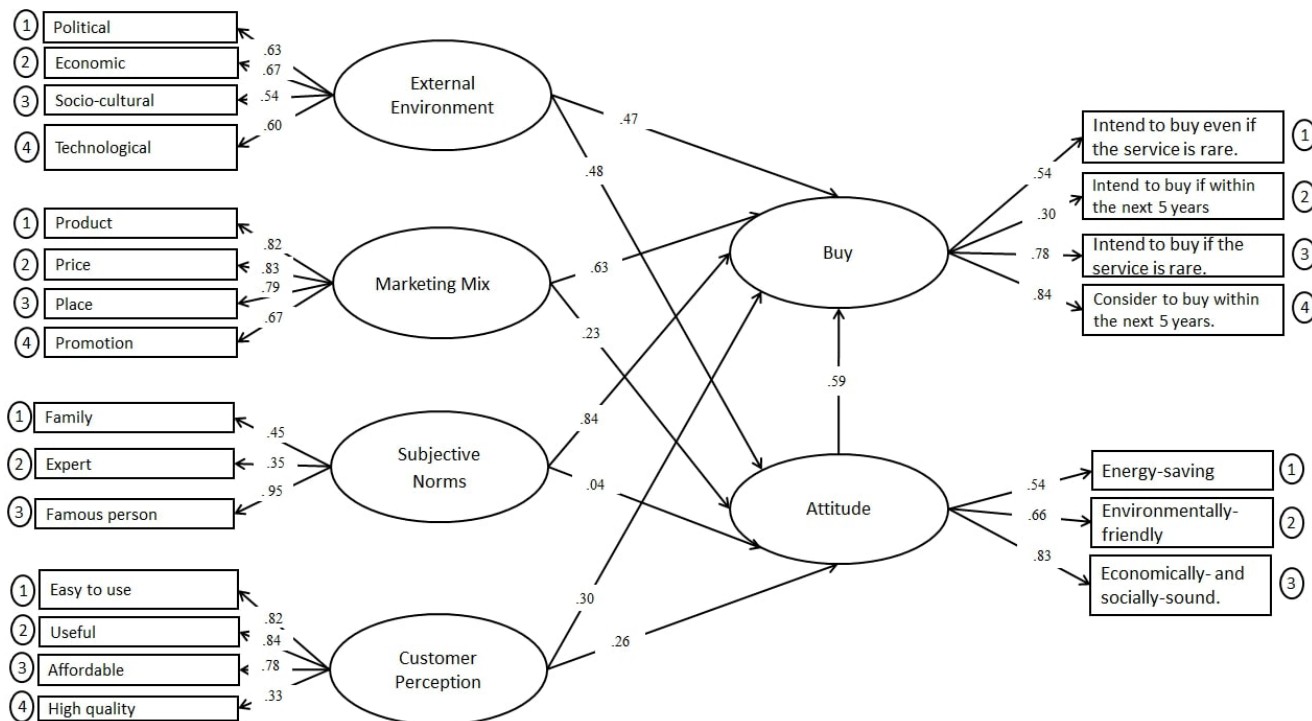 1 Political
2 Economic
3 Socio-cultural
4 Technological
.63
.67
.54
.60
External
Environment
1 Product
2 Price
3 Place
4 Promotion
.82
.83
.79
.67
Marketing Mix
1 Family
2 Expert
3 Famous person
.45
.35
.95
Subjective
Norms
1 Easy to use
2 Useful
3 Affordable
4 High quality
.82
.84
.78
.33
Customer
Perception
.47
.48
.63
.23
.84
.04
.30
.26
.59
Buy
.54
.30
.78
.84
Intend to buy even if
the service is rare.
1
Intend to buy if within
the next 5 years
2
Intend to buy if the
service is rare.
3
Consider to buy within
the next 5 years.
4
Attitude
.54
.66
.83
Energy-saving
1
Environmentally-
friendly
2
Economically- and
socially-sound.
3